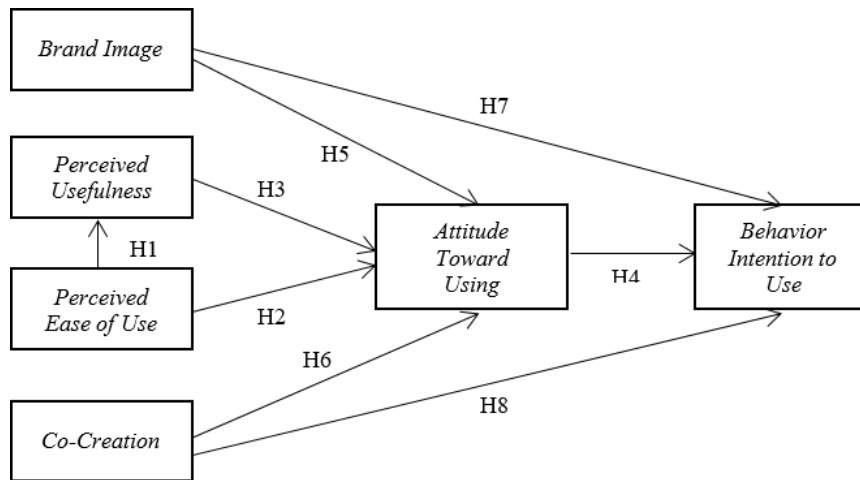 Brand Image
H7
H5
Perceived
Usefulness
H3
H1
Attitude
Toward
Using
H4
Behavior
Intention to
Use
Perceived
Ease of Use
H2
H6
H8
Co-Creation